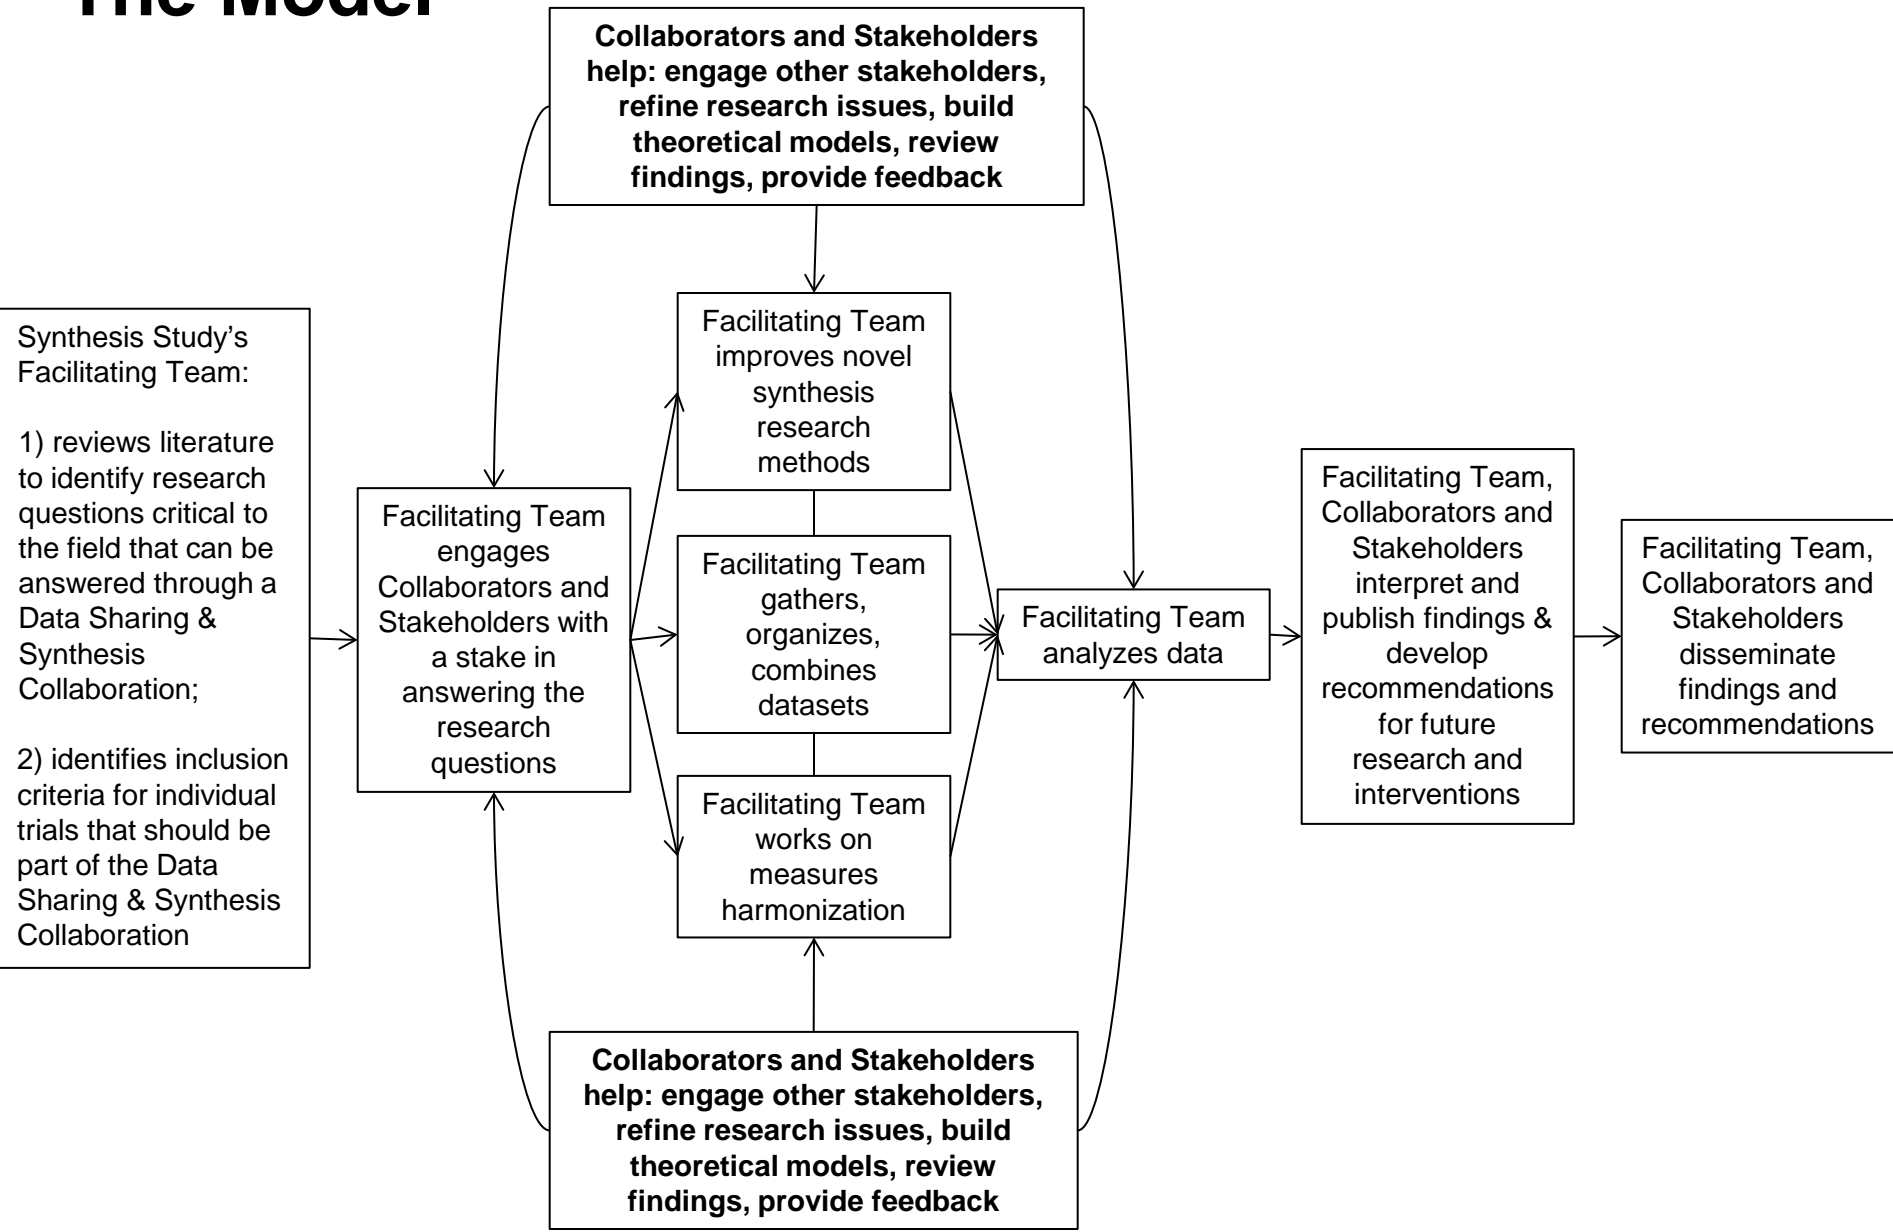 The Model
Collaborators and Stakeholders
help: engage other stakeholders,
refine research issues, build
theoretical models, review
findings, provide feedback
Synthesis Study’s
Facilitating Team:
1) reviews literature
to identify research
questions critical to
the field that can be
answered through a
Data Sharing &
Synthesis
Collaboration;
2) identifies inclusion
criteria for individual
trials that should be
part of the Data
Sharing & Synthesis
Collaboration
Facilitating Team
engages
Collaborators and
Stakeholders with
a stake in
answering the
research
questions
Facilitating Team
improves novel
synthesis
research
methods
Facilitating Team
gathers,
organizes,
combines
datasets
Facilitating Team
works on
measures
harmonization
Facilitating Team
analyzes data
Facilitating Team,
Collaborators and
Stakeholders
interpret and
publish findings &
develop
recommendations
for future
research and
interventions
Facilitating Team,
Collaborators and
Stakeholders
disseminate
findings and
recommendations
Collaborators and Stakeholders
help: engage other stakeholders,
refine research issues, build
theoretical models, review
findings, provide feedback